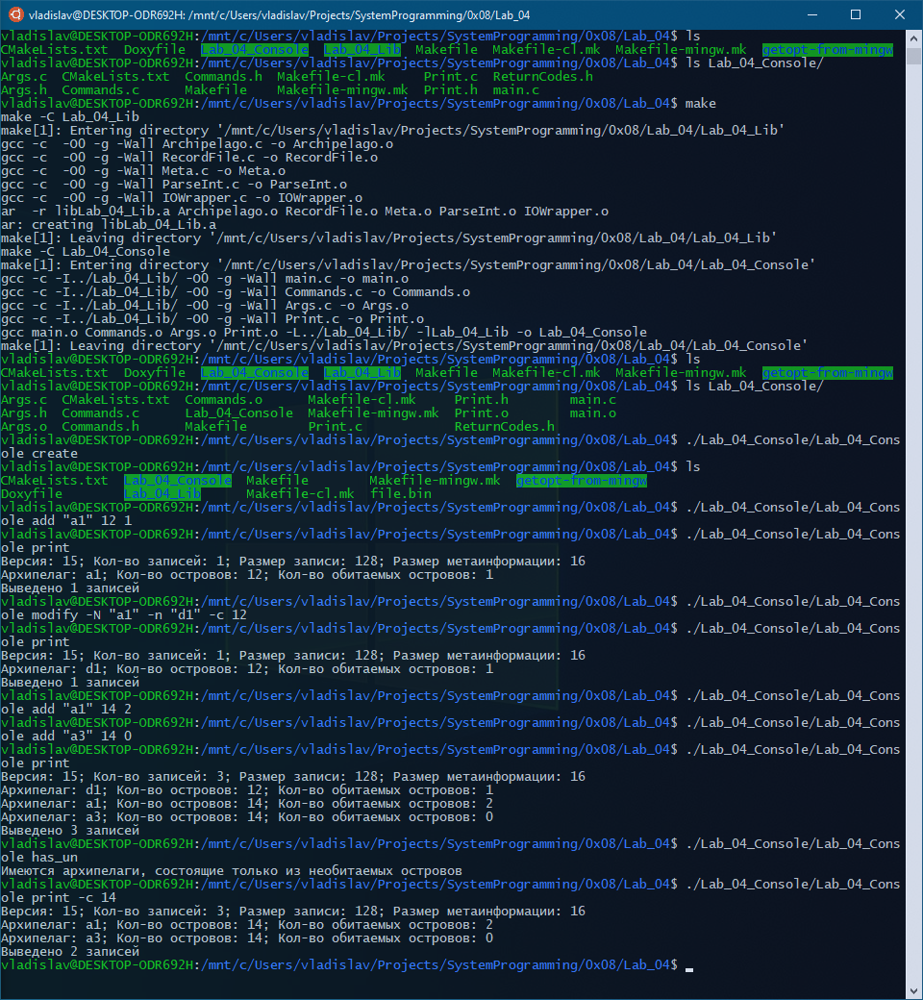 vladislav@DESKTOP-ODR692H: /mnt/c/Users/vladislav/Projects/SystemProgramming/0x08/Lab_04
vladislav@DESKTOP-ODR692H:/mnt/c/Users/vladislav/Projects/SystemProgramming/0x08/Lab_04$ ls
CMakeLists.txt  Doxyfile  Lab_04_Console  Lab_04_Lib  Makefile  Makefile-cl.mk  Makefile-mingw.mk  getopt-from-mingw
vladislav@DESKTOP-ODR692H:/mnt/c/Users/vladislav/Projects/SystemProgramming/0x08/Lab_04$ ls Lab_04_Console/
Args.c  CMakeLists.txt  Commands.h  Makefile-cl.mk     Print.c  ReturnCodes.h
Args.h  Commands.c      Makefile    Makefile-mingw.mk  Print.h  main.c
vladislav@DESKTOP-ODR692H:/mnt/c/Users/vladislav/Projects/SystemProgramming/0x08/Lab_04$ make
make -C Lab_04_Lib
make[1]: Entering directory '/mnt/c/Users/vladislav/Projects/SystemProgramming/0x08/Lab_04/Lab_04_Lib'
gcc -c  -O0 -g -Wall Archipelago.c -o Archipelago.o
gcc -c  -O0 -g -Wall RecordFile.c -o RecordFile.o
gcc -c  -O0 -g -Wall Meta.c -o Meta.o
gcc -c  -O0 -g -Wall ParseInt.c -o ParseInt.o
gcc -c  -O0 -g -Wall IOWrapper.c -o IOWrapper.o
ar  -r libLab_04_Lib.a Archipelago.o RecordFile.o Meta.o ParseInt.o IOWrapper.o
ar: creating libLab_04_Lib.a
make[1]: Leaving directory '/mnt/c/Users/vladislav/Projects/SystemProgramming/0x08/Lab_04/Lab_04_Lib'
make -C Lab_04_Console
make[1]: Entering directory '/mnt/c/Users/vladislav/Projects/SystemProgramming/0x08/Lab_04/Lab_04_Console'
gcc -c -I../Lab_04_Lib/ -O0 -g -Wall main.c -o main.o
gcc -c -I../Lab_04_Lib/ -O0 -g -Wall Commands.c -o Commands.o
gcc -c -I../Lab_04_Lib/ -O0 -g -Wall Args.c -o Args.o
gcc -c -I../Lab_04_Lib/ -O0 -g -Wall Print.c -o Print.o
gcc main.o Commands.o Args.o Print.o -L../Lab_04_Lib/ -lLab_04_Lib -o Lab_04_Console
make[1]: Leaving directory '/mnt/c/Users/vladislav/Projects/SystemProgramming/0x08/Lab_04/Lab_04_Console'
vladislav@DESKTOP-ODR692H:/mnt/c/Users/vladislav/Projects/SystemProgramming/0x08/Lab_04$ ls
CMakeLists.txt  Doxyfile  Lab_04_Console  Lab_04_Lib  Makefile  Makefile-cl.mk  Makefile-mingw.mk  getopt-from-mingw
vladislav@DESKTOP-ODR692H:/mnt/c/Users/vladislav/Projects/SystemProgramming/0x08/Lab_04$ ls Lab_04_Console/
Args.c  CMakeLists.txt  Commands.o      Makefile-cl.mk     Print.h        main.c
Args.h  Commands.c      Lab_04_Console  Makefile-mingw.mk  Print.o        main.o
Args.o  Commands.h      Makefile        Print.c            ReturnCodes.h
vladislav@DESKTOP-ODR692H:/mnt/c/Users/vladislav/Projects/SystemProgramming/0x08/Lab_04$ ./Lab_04_Console/Lab_04_Cons
ole create
vladislav@DESKTOP-ODR692H:/mnt/c/Users/vladislav/Projects/SystemProgramming/0x08/Lab_04$ ls
CMakeLists.txt  Lab_04_Console  Makefile        Makefile-mingw.mk  getopt-from-mingw
Doxyfile        Lab_04_Lib      Makefile-cl.mk  file.bin
vladislav@DESKTOP-ODR692H:/mnt/c/Users/vladislav/Projects/SystemProgramming/0x08/Lab_04$ ./Lab_04_Console/Lab_04_Cons
ole add "a1" 12 1
vladislav@DESKTOP-ODR692H:/mnt/c/Users/vladislav/Projects/SystemProgramming/0x08/Lab_04$ ./Lab_04_Console/Lab_04_Cons
ole print
Версия: 15; Кол-во записей: 1; Размер записи: 128; Размер метаинформации: 16
Архипелаг: a1; Кол-во островов: 12; Кол-во обитаемых островов: 1
Выведено 1 записей
vladislav@DESKTOP-ODR692H:/mnt/c/Users/vladislav/Projects/SystemProgramming/0x08/Lab_04$ ./Lab_04_Console/Lab_04_Cons
ole modify -N "a1" -n "d1" -c 12
vladislav@DESKTOP-ODR692H:/mnt/c/Users/vladislav/Projects/SystemProgramming/0x08/Lab_04$ ./Lab_04_Console/Lab_04_Cons
ole print
Версия: 15; Кол-во записей: 1; Размер записи: 128; Размер метаинформации: 16
Архипелаг: d1; Кол-во островов: 12; Кол-во обитаемых островов: 1
Выведено 1 записей
vladislav@DESKTOP-ODR692H:/mnt/c/Users/vladislav/Projects/SystemProgramming/0x08/Lab_04$ ./Lab_04_Console/Lab_04_Cons
ole add "a1" 14 2
vladislav@DESKTOP-ODR692H:/mnt/c/Users/vladislav/Projects/SystemProgramming/0x08/Lab_04$ ./Lab_04_Console/Lab_04_Cons
ole add "a3" 14 0
vladislav@DESKTOP-ODR692H:/mnt/c/Users/vladislav/Projects/SystemProgramming/0x08/Lab_04$ ./Lab_04_Console/Lab_04_Cons
ole print
Версия: 15; Кол-во записей: 3; Размер записи: 128; Размер метаинформации: 16
Архипелаг: d1; Кол-во островов: 12; Кол-во обитаемых островов: 1
Архипелаг: a1; Кол-во островов: 14; Кол-во обитаемых островов: 2
Архипелаг: a3; Кол-во островов: 14; Кол-во обитаемых островов: 0
Выведено 3 записей
vladislav@DESKTOP-ODR692H:/mnt/c/Users/vladislav/Projects/SystemProgramming/0x08/Lab_04$ ./Lab_04_Console/Lab_04_Cons
ole has_un
Имеются архипелаги, состоящие только из необитаемых островов
vladislav@DESKTOP-ODR692H:/mnt/c/Users/vladislav/Projects/SystemProgramming/0x08/Lab_04$ ./Lab_04_Console/Lab_04_Cons
ole print -c 14
Версия: 15; Кол-во записей: 3; Размер записи: 128; Размер метаинформации: 16
Архипелаг: a1; Кол-во островов: 14; Кол-во обитаемых островов: 2
Архипелаг: a3; Кол-во островов: 14; Кол-во обитаемых островов: 0
Выведено 2 записей
vladislav@DESKTOP-ODR692H:/mnt/c/Users/vladislav/Projects/SystemProgramming/0x08/Lab_04$